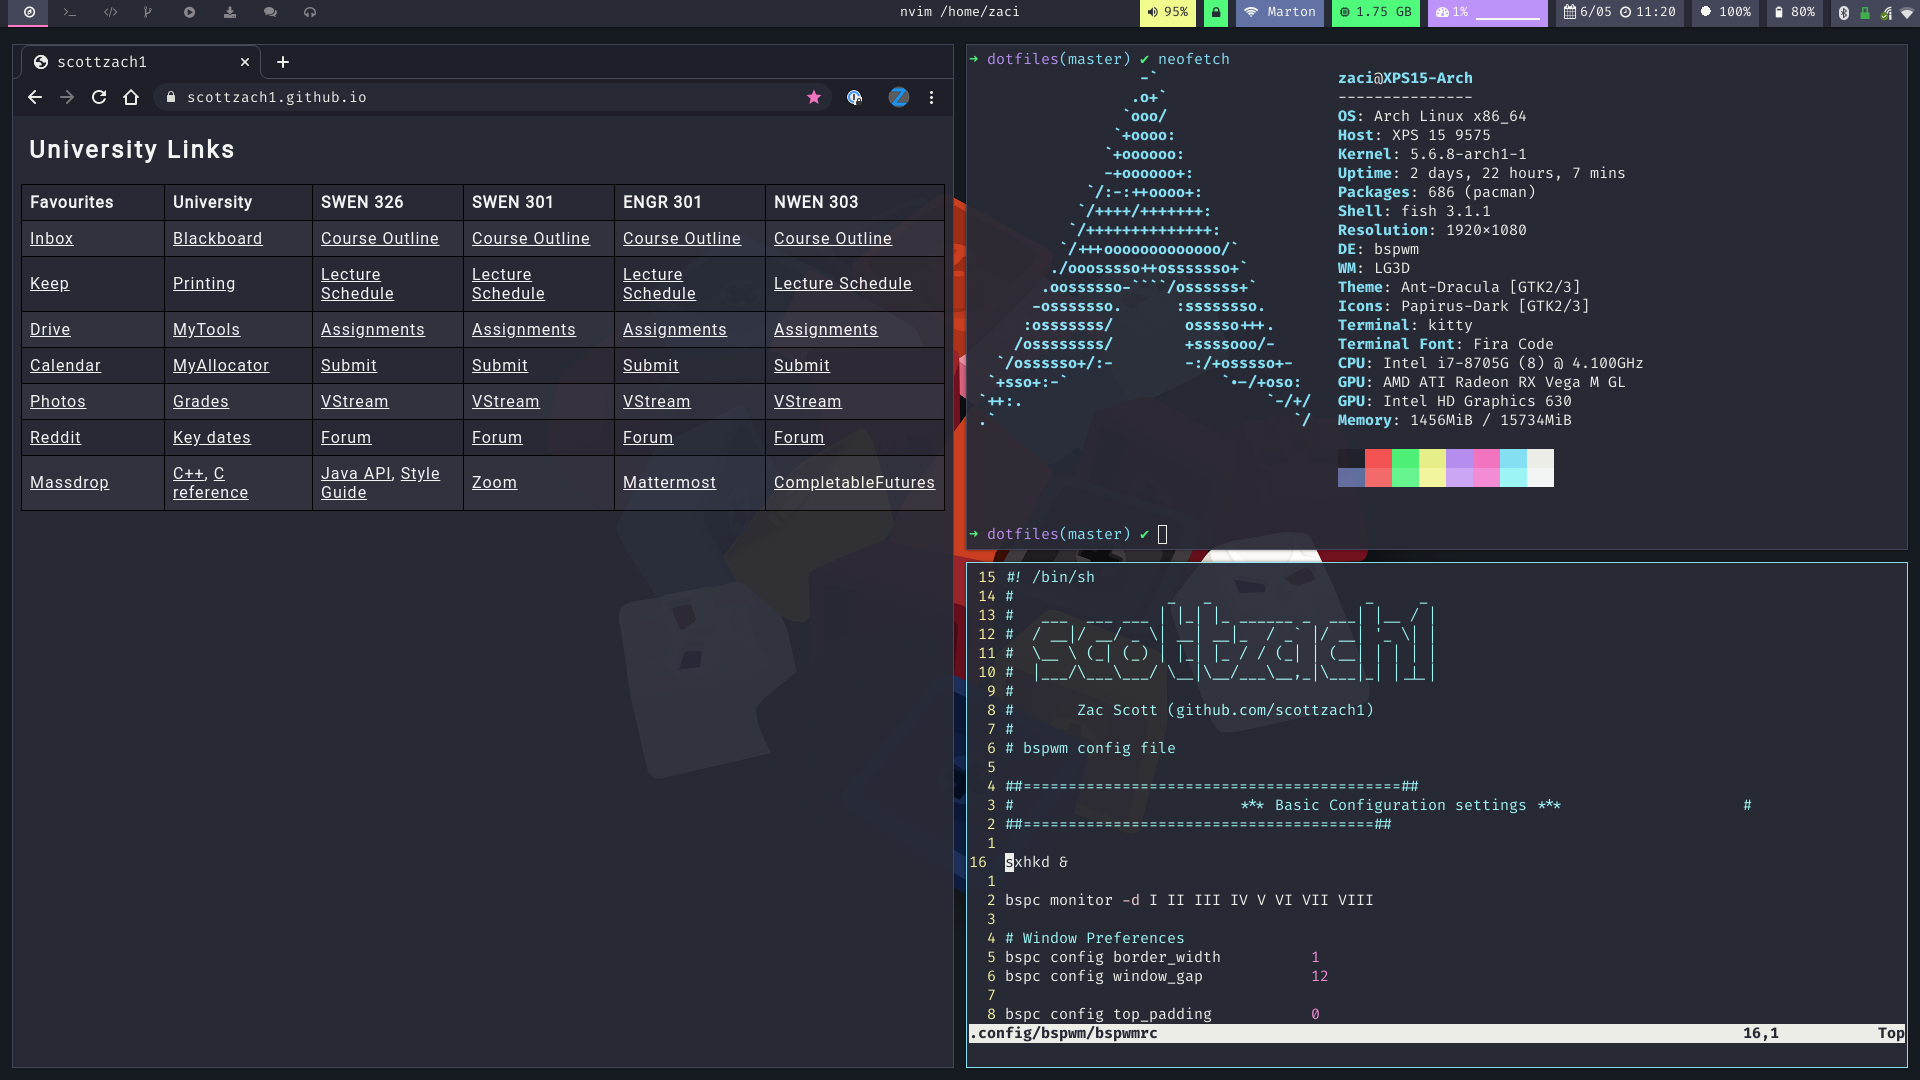 nvim /home/zaci
95%
Marton
1.75 GB
1%
6/05 11:20
100%
80%
scottzach1
scottzach1.github.io
University Links
Favourites University SWEN 326 SWEN 301 ENGR 301 NWEN 303
Inbox Blackboard Course Outline Course Outline Course Outline Course Outline
Keep Printing Lecture Schedule Lecture Schedule Lecture Schedule Lecture Schedule
Drive MyTools Assignments Assignments Assignments Assignments
Calendar MyAllocator Submit Submit Submit Submit
Photos Grades VStream VStream VStream VStream
Reddit Key dates Forum Forum Forum Forum
Massdrop C++, C reference Java API, Style Guide Zoom Mattermost CompletableFutures
➜ dotfiles(master) ✔ neofetch
zaci@XPS15-Arch
---------------
OS: Arch Linux x86_64
Host: XPS 15 9575
Kernel: 5.6.8-arch1-1
Uptime: 2 days, 22 hours, 7 mins
Packages: 686 (pacman)
Shell: fish 3.1.1
Resolution: 1920×1080
DE: bspwm
WM: LG3D
Theme: Ant-Dracula [GTK2/3]
Icons: Papirus-Dark [GTK2/3]
Terminal: kitty
Terminal Font: Fira Code
CPU: Intel i7-8705G (8) @ 4.100GHz
GPU: AMD ATI Radeon RX Vega M GL
GPU: Intel HD Graphics 630
Memory: 1456MiB / 15734MiB
➜ dotfiles(master) ✔
15 #! /bin/sh
14 #
13 #
12 #
11 #
10 #
scottzach1
9 #
8 # Zac Scott (github.com/scottzach1)
7 #
6 # bspwm config file
5
4 ##==========================================##
3 # *** Basic Configuration settings *** #
2 ##=======================================##
1
16 sxhkd &
1
2 bspc monitor -d I II III IV V VI VII VIII
3
4 # Window Preferences
5 bspc config border_width 1
6 bspc config window_gap 12
7
8 bspc config top_padding 0
.config/bspwm/bspwmrc 16,1 Top